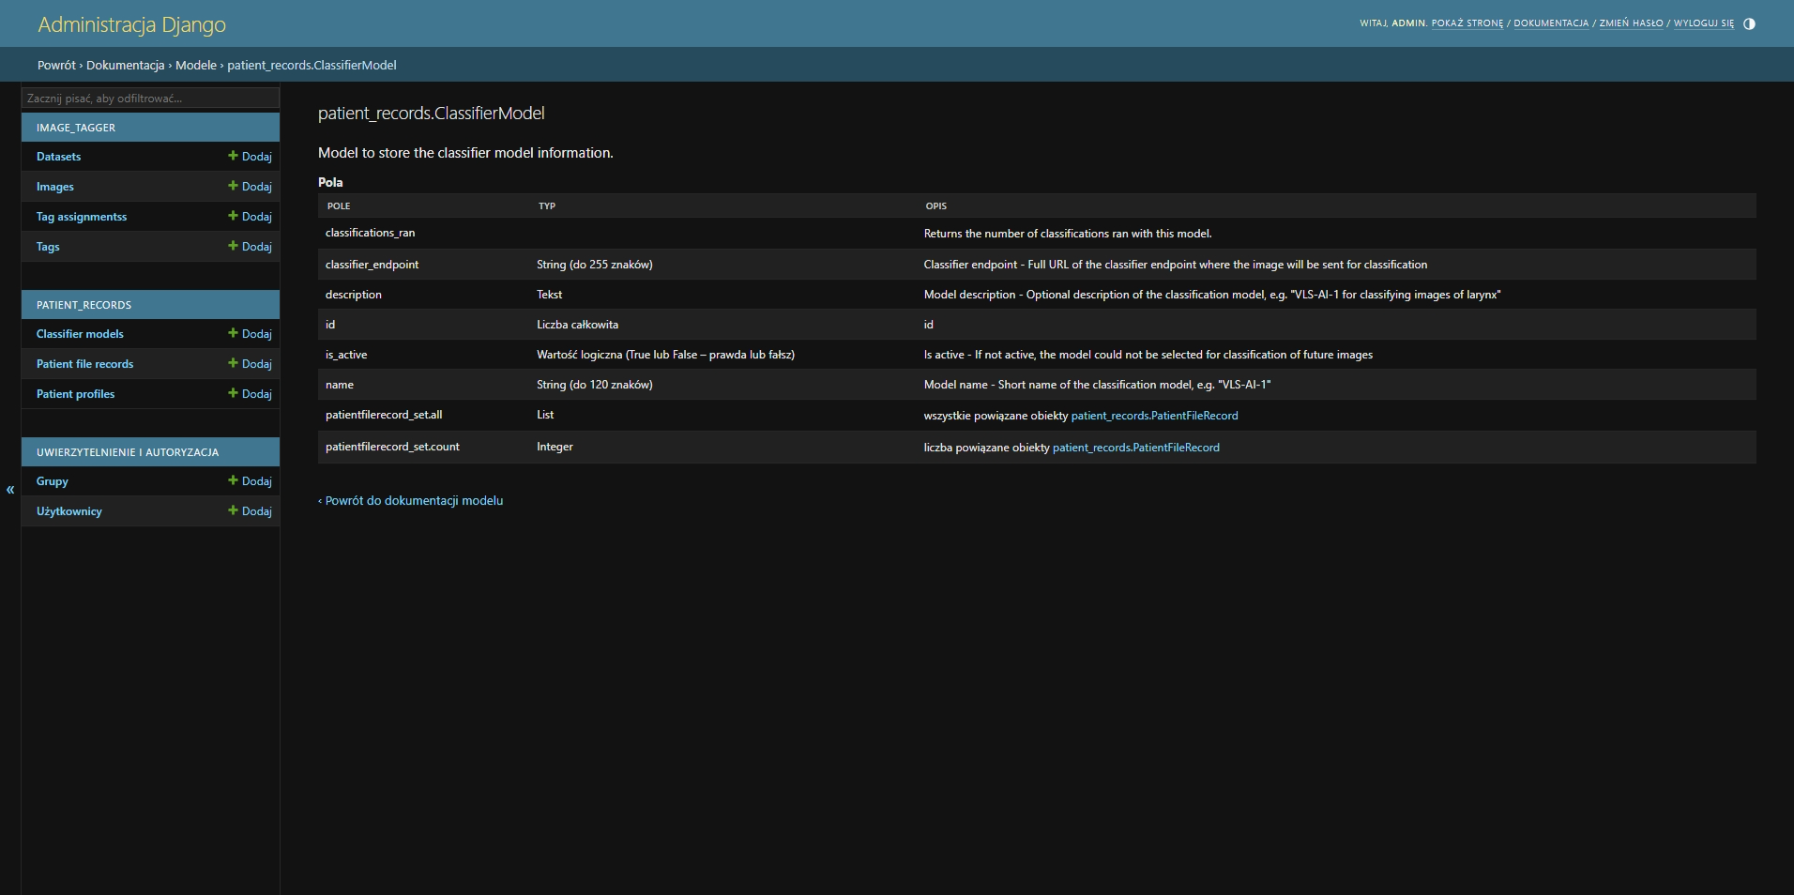 Administracja Django
WITAJ, ADMIN. POKAŻ STRONĘ / DOKUMENTACJA / ZMIEŃ HASŁO / WYLOGUJ SIĘ
Powrót › Dokumentacja › Modele › patient_records.ClassifierModel
Zacznij pisać, aby odfiltrować...
IMAGE_TAGGER
Datasets + Dodaj
Images + Dodaj
Tag assignmentss + Dodaj
Tags + Dodaj
PATIENT_RECORDS
Classifier models + Dodaj
Patient file records + Dodaj
Patient profiles + Dodaj
UWIERZYTELNIENIE I AUTORYZACJA
Grupy + Dodaj
Użytkownicy + Dodaj
«
patient_records.ClassifierModel
Model to store the classifier model information.
Pola
POLE TYP OPIS
classifications_ran Returns the number of classifications ran with this model.
classifier_endpoint String (do 255 znaków) Classifier endpoint - Full URL of the classifier endpoint where the image will be sent for classification
description Tekst Model description - Optional description of the classification model, e.g. "VLS-AI-1 for classifying images of larynx"
id Liczba całkowita id
is_active Wartość logiczna (True lub False – prawda lub fałsz) Is active - If not active, the model could not be selected for classification of future images
name String (do 120 znaków) Model name - Short name of the classification model, e.g. "VLS-AI-1"
patientfilerecord_set.all List wszystkie powiązane obiekty patient_records.PatientFileRecord
patientfilerecord_set.count Integer liczba powiązane obiekty patient_records.PatientFileRecord
‹ Powrót do dokumentacji modelu